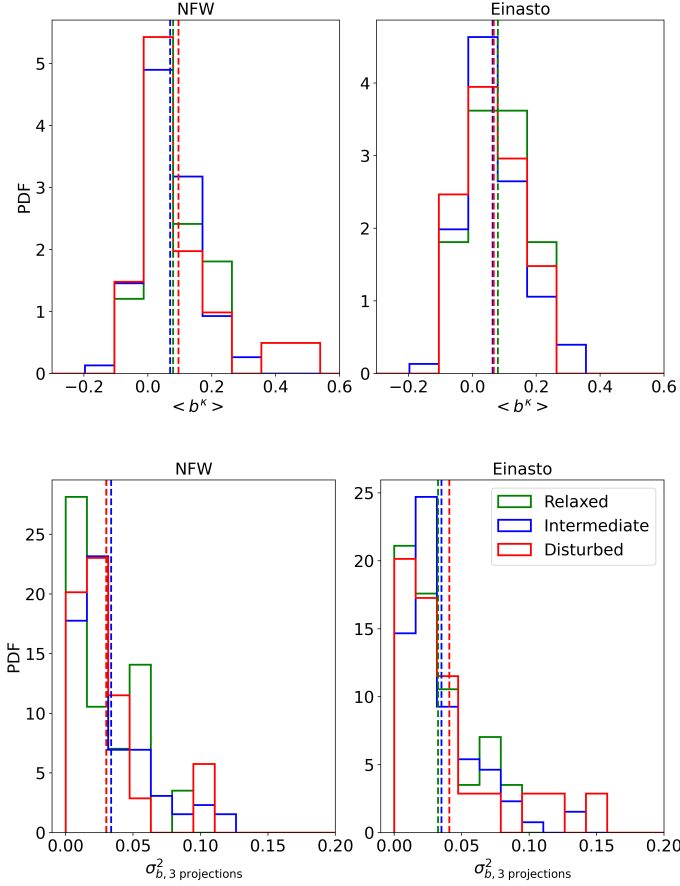 NFW
Einasto
PDF
0 1 2 3 4 5
−0.2 0.0 0.2 0.4 0.6
< b^κ >
0 1 2 3 4
−0.2 0.0 0.2 0.4 0.6
< b^κ >
NFW
Einasto
PDF
0 5 10 15 20 25
0.00 0.05 0.10 0.15 0.20
σ²_{b, 3 projections}
0 5 10 15 20 25
0.00 0.05 0.10 0.15 0.20
σ²_{b, 3 projections}
Relaxed
Intermediate
Disturbed